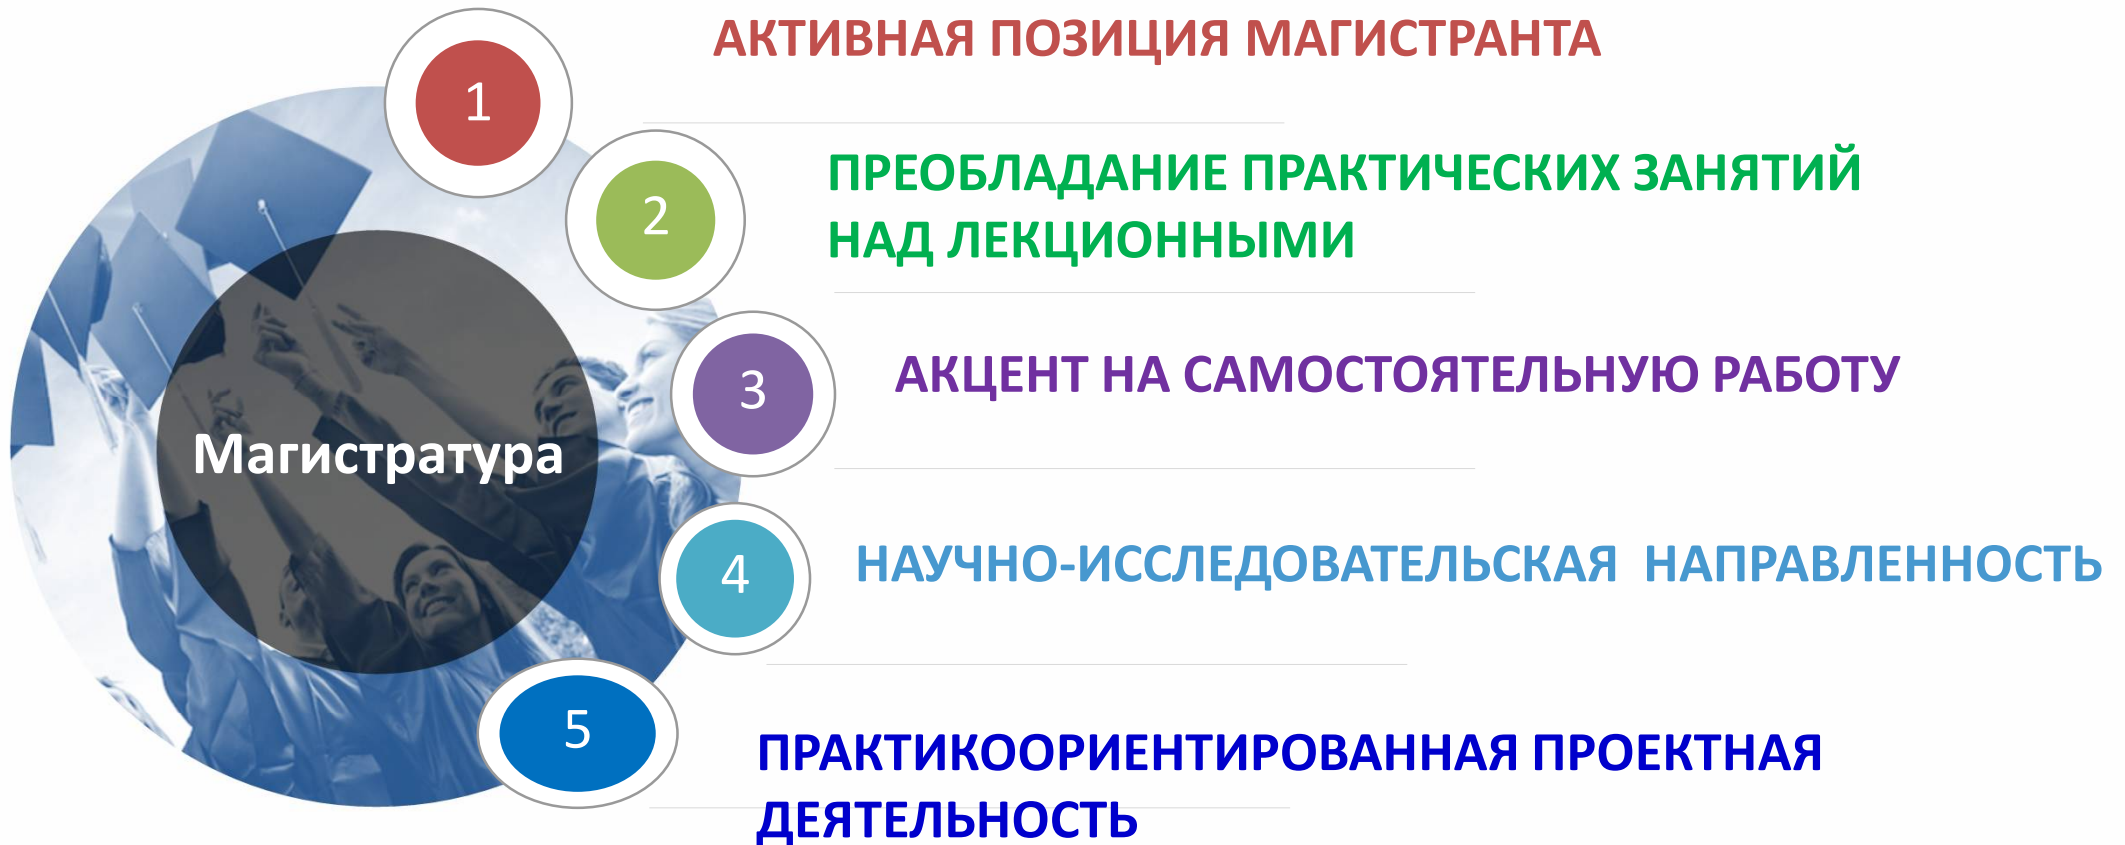 1
АКТИВНАЯ ПОЗИЦИЯ МАГИСТРАНТА
2
ПРЕОБЛАДАНИЕ ПРАКТИЧЕСКИХ ЗАНЯТИЙ
НАД ЛЕКЦИОННЫМИ
3
АКЦЕНТ НА САМОСТОЯТЕЛЬНУЮ РАБОТУ
Магистратура
4
НАУЧНО-ИССЛЕДОВАТЕЛЬСКАЯ НАПРАВЛЕННОСТЬ
5
ПРАКТИКООРИЕНТИРОВАННАЯ ПРОЕКТНАЯ
ДЕЯТЕЛЬНОСТЬ